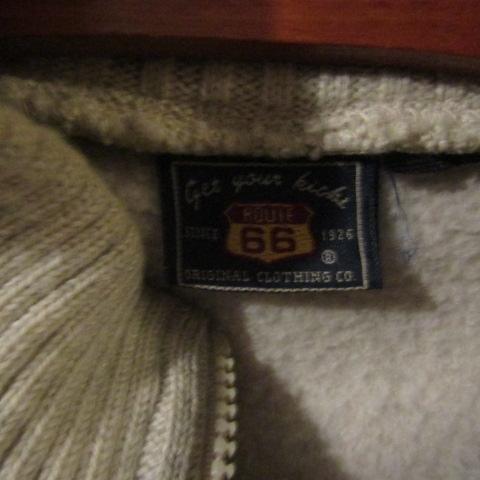 Get your kicks
ROUTE
SINCE 66 1926
®
ORIGINAL CLOTHING CO.